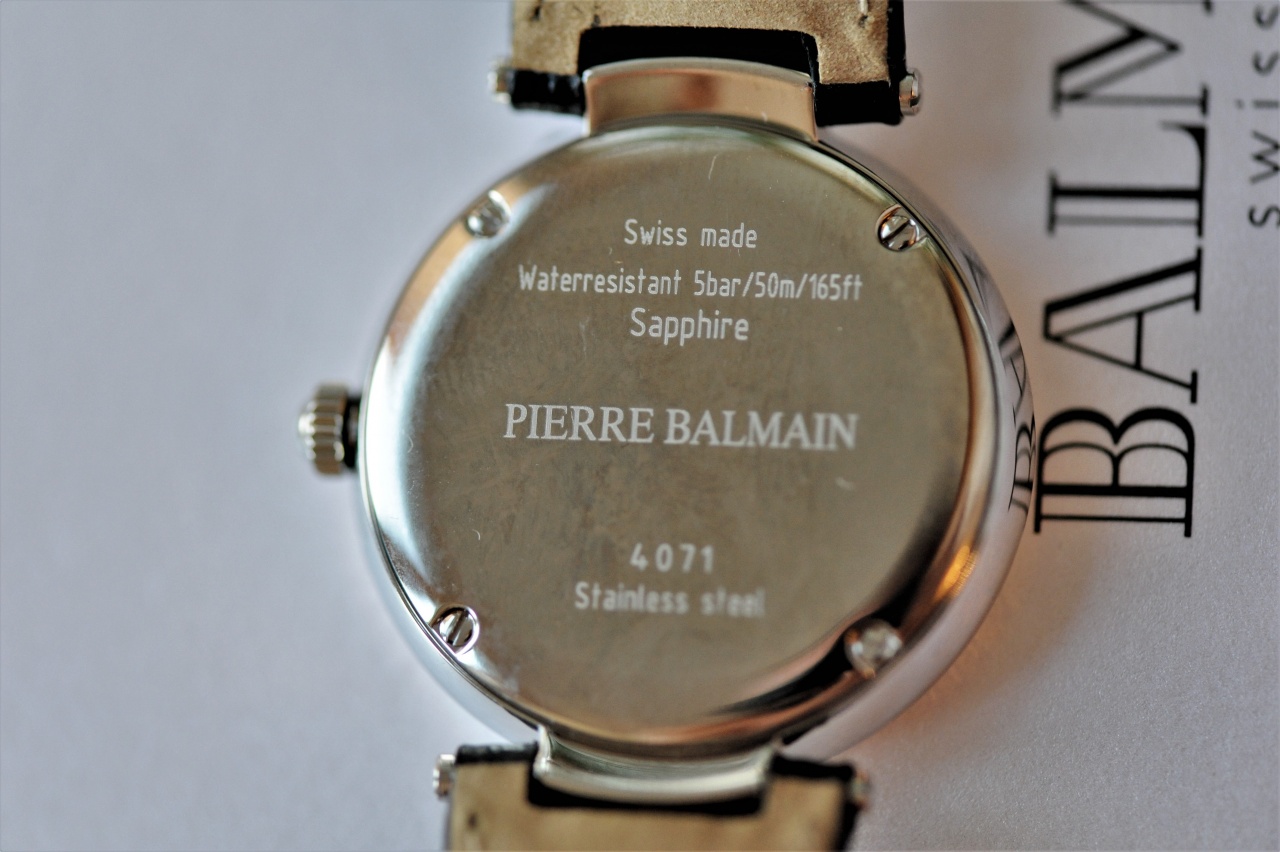 Swiss made
Waterresistant 5bar/50m/165ft
Sapphire
PIERRE BALMAIN
4071
Stainless steel
BALM
swiss